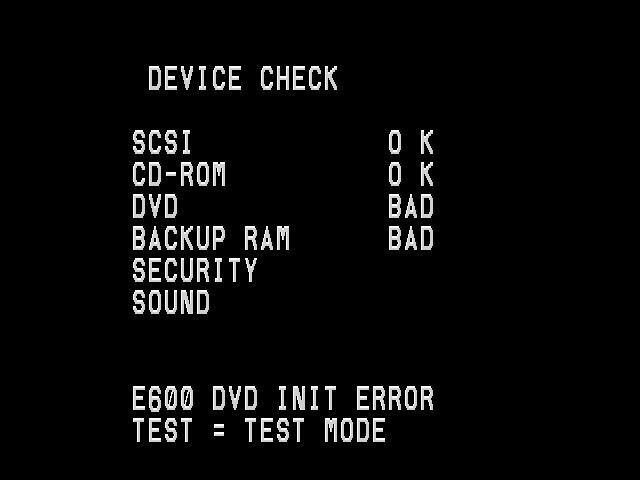 DEVICE CHECK
SCSI O K
CD-ROM O K
DVD BAD
BACKUP RAM BAD
SECURITY
SOUND
E600 DVD INIT ERROR
TEST = TEST MODE